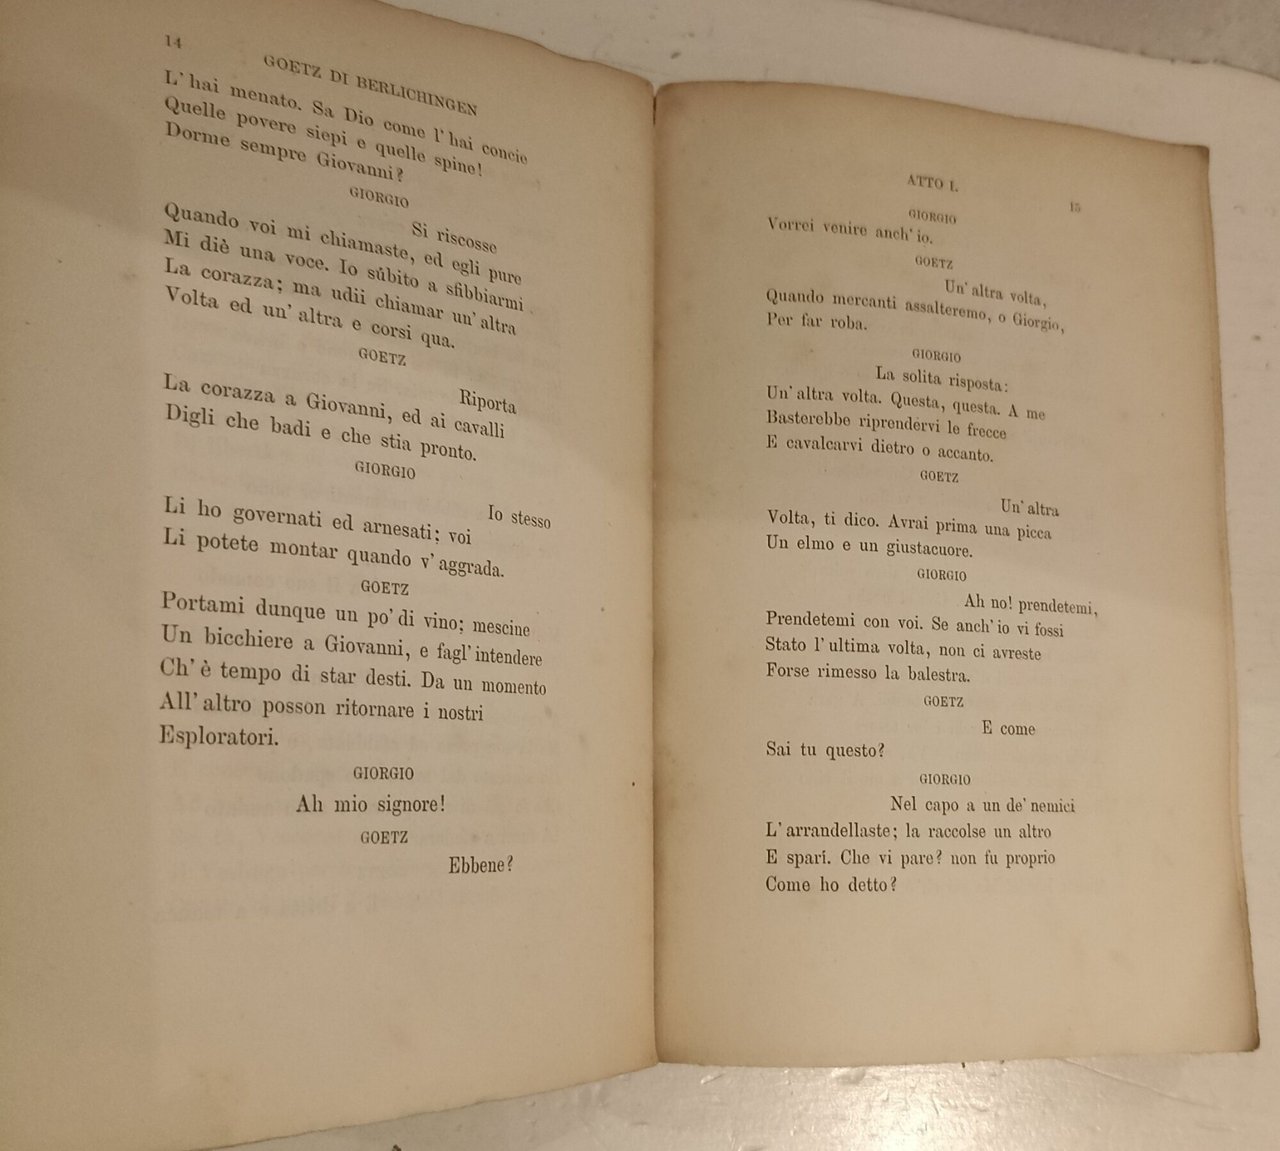 14
GOETZ DI BERLICHINGEN
L'hai menato. Sa Dio come l'hai concie
Quelle povere siepi e quelle spine!
Dorme sempre Giovanni?
GIORGIO
Si riscosse
Quando voi mi chiamaste, ed egli pure
Mi diè una voce. Io súbito a sfibbiarmi
La corazza; ma udii chiamar un'altra
Volta ed un'altra e corsi qua.
GOETZ
Riporta
La corazza a Giovanni, ed ai cavalli
Digli che badi e che stia pronto.
GIORGIO
Io stesso
Li ho governati ed arnesati; voi
Li potete montar quando v'aggrada.
GOETZ
Portami dunque un po' di vino; mescine
Un bicchiere a Giovanni, e fagl'intendere
Ch'è tempo di star desti. Da un momento
All'altro posson ritornare i nostri
Esploratori.
GIORGIO
Ah mio signore!
GOETZ
Ebbene?
ATTO I.
15
GIORGIO
Vorrei venire anch'io.
GOETZ
Un'altra volta,
Quando mercanti assalteremo, o Giorgio,
Per far roba.
GIORGIO
La solita risposta:
Un'altra volta. Questa, questa. A me
Basterebbe riprendervi le frecce
E cavalcarvi dietro o accanto.
GOETZ
Un'altra
Volta, ti dico. Avrai prima una picca
Un elmo e un giustacuore.
GIORGIO
Ah no! prendetemi,
Prendetemi con voi. Se anch'io vi fossi
Stato l'ultima volta, non ci avreste
Forse rimesso la balestra.
GOETZ
E come
Sai tu questo?
GIORGIO
Nel capo a un de' nemici
L'arrandellaste; la raccolse un altro
E sparí. Che vi pare? non fu proprio
Come ho detto?